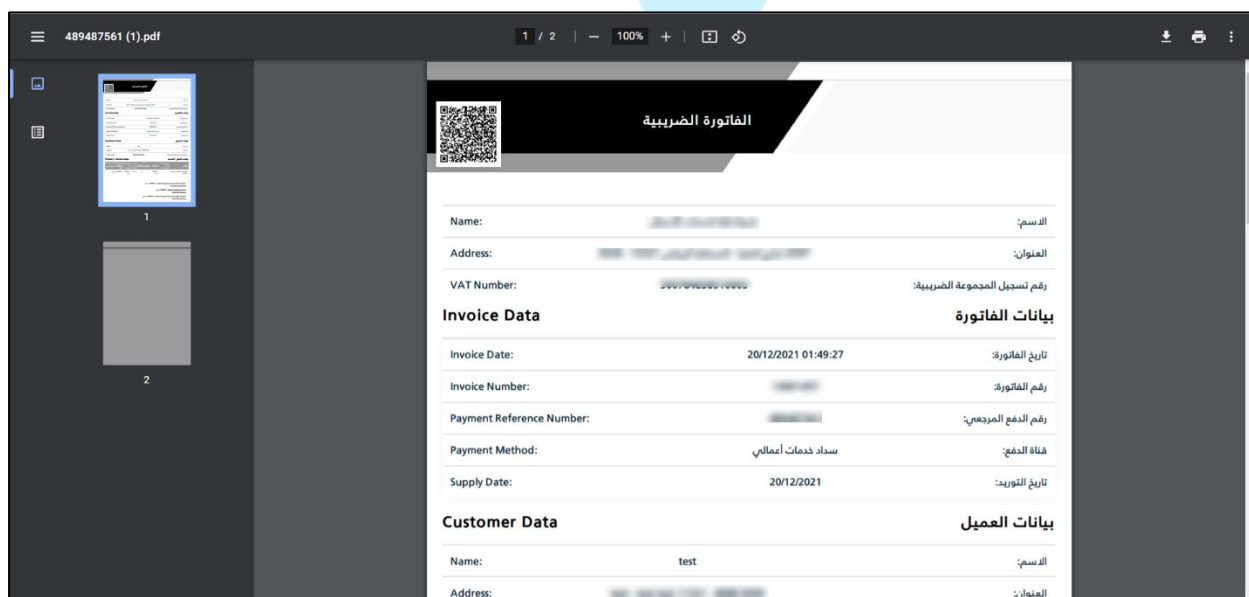 489487561 (1).pdf
1 / 2
100%
1
2
الفاتورة الضريبية
Name: الاسم:
Address: العنوان:
VAT Number: رقم تسجيل المجموعة الضريبية:
Invoice Data بيانات الفاتورة
Invoice Date: 20/12/2021 01:49:27 تاريخ الفاتورة:
Invoice Number: رقم الفاتورة:
Payment Reference Number: رقم الدفع المرجعي:
Payment Method: سداد خدمات أعمالي قناة الدفع:
Supply Date: 20/12/2021 تاريخ التوريد:
Customer Data بيانات العميل
Name: test الاسم:
Address: العنوان: